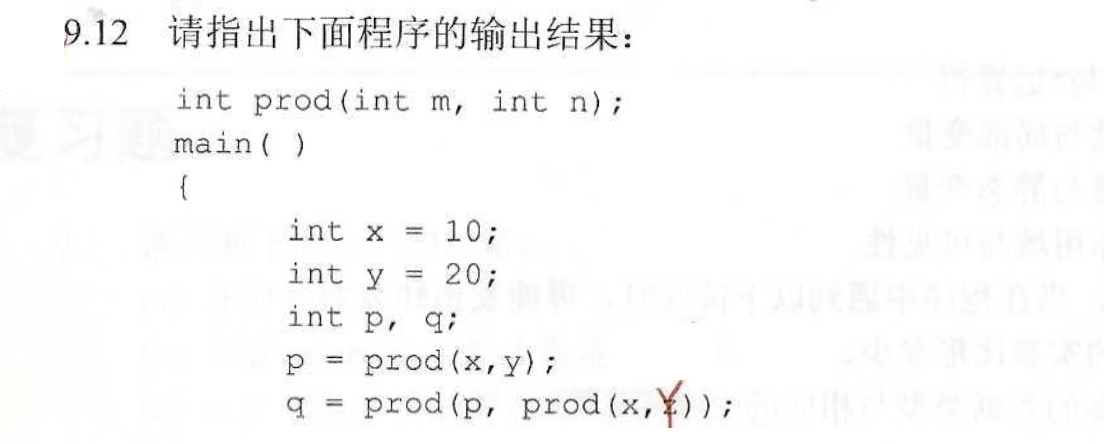 9.12 请指出下面程序的输出结果：
int prod(int m, int n);
main( )
{
int x = 10;
int y = 20;
int p, q;
p = prod(x,y);
q = prod(p, prod(x,z));
Y